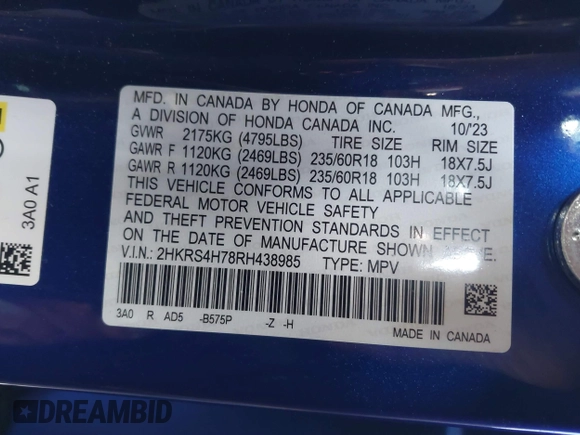 MFD. IN CANADA BY HONDA OF CANADA MFG.,
A DIVISION OF HONDA CANADA INC. 10/'23
GVWR 2175KG (4795LBS) TIRE SIZE RIM SIZE
GAWR F 1120KG (2469LBS) 235/60R18 103H 18X7.5J
GAWR R 1120KG (2469LBS) 235/60R18 103H 18X7.5J
THIS VEHICLE CONFORMS TO ALL APPLICABLE
FEDERAL MOTOR VEHICLE SAFETY
AND THEFT PREVENTION STANDARDS IN EFFECT
ON THE DATE OF MANUFACTURE SHOWN
V.I.N.: 2HKRS4H78RH438985 TYPE: MPV
3A0 R AD5 -B575P -Z -H
MADE IN CANADA
3A0 A1
DREAMBID